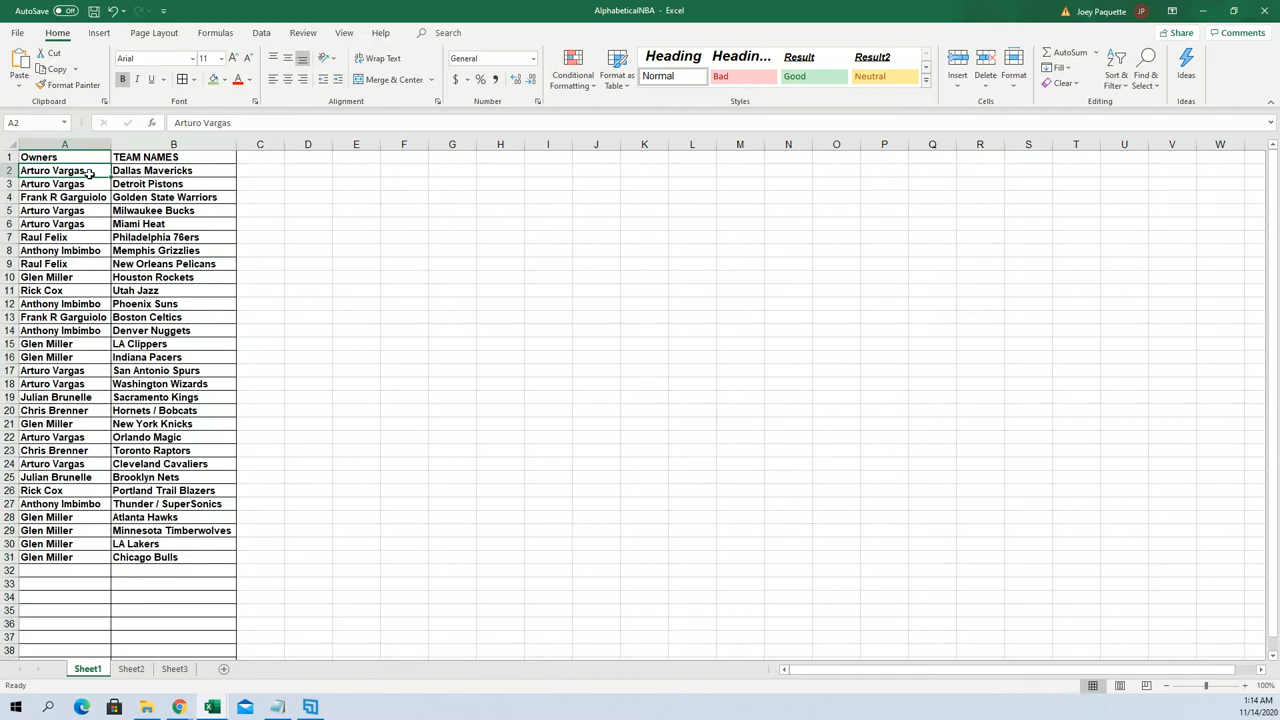 AutoSave Off AlphabeticalNBA - Excel Joey Paquette JP
File Home Insert Page Layout Formulas Data Review View Help Search Share Comments
Paste Cut Copy Format Painter Clipboard
Arial 11 A A B I U A Font
ab Wrap Text Merge & Center Alignment
General $ % , .0 .00 Number
Conditional Formatting Format as Table
Heading Headin... Result Result2
Normal Bad Good Neutral
Styles
Insert Delete Format Cells
AutoSum Fill Clear Sort & Filter Find & Select Editing
Ideas Ideas
A2 fx Arturo Vargas
A B C D E F G H I J K L M N O P Q R S T U V W
1 Owners TEAM NAMES
2 Arturo Vargas Dallas Mavericks
3 Arturo Vargas Detroit Pistons
4 Frank R Garguiolo Golden State Warriors
5 Arturo Vargas Milwaukee Bucks
6 Arturo Vargas Miami Heat
7 Raul Felix Philadelphia 76ers
8 Anthony Imbimbo Memphis Grizzlies
9 Raul Felix New Orleans Pelicans
10 Glen Miller Houston Rockets
11 Rick Cox Utah Jazz
12 Anthony Imbimbo Phoenix Suns
13 Frank R Garguiolo Boston Celtics
14 Anthony Imbimbo Denver Nuggets
15 Glen Miller LA Clippers
16 Glen Miller Indiana Pacers
17 Arturo Vargas San Antonio Spurs
18 Arturo Vargas Washington Wizards
19 Julian Brunelle Sacramento Kings
20 Chris Brenner Hornets / Bobcats
21 Glen Miller New York Knicks
22 Arturo Vargas Orlando Magic
23 Chris Brenner Toronto Raptors
24 Arturo Vargas Cleveland Cavaliers
25 Julian Brunelle Brooklyn Nets
26 Rick Cox Portland Trail Blazers
27 Anthony Imbimbo Thunder / SuperSonics
28 Glen Miller Atlanta Hawks
29 Glen Miller Minnesota Timberwolves
30 Glen Miller LA Lakers
31 Glen Miller Chicago Bulls
32
33
34
35
36
37
38
Sheet1 Sheet2 Sheet3
Ready 100%
1:14 AM
11/14/2020